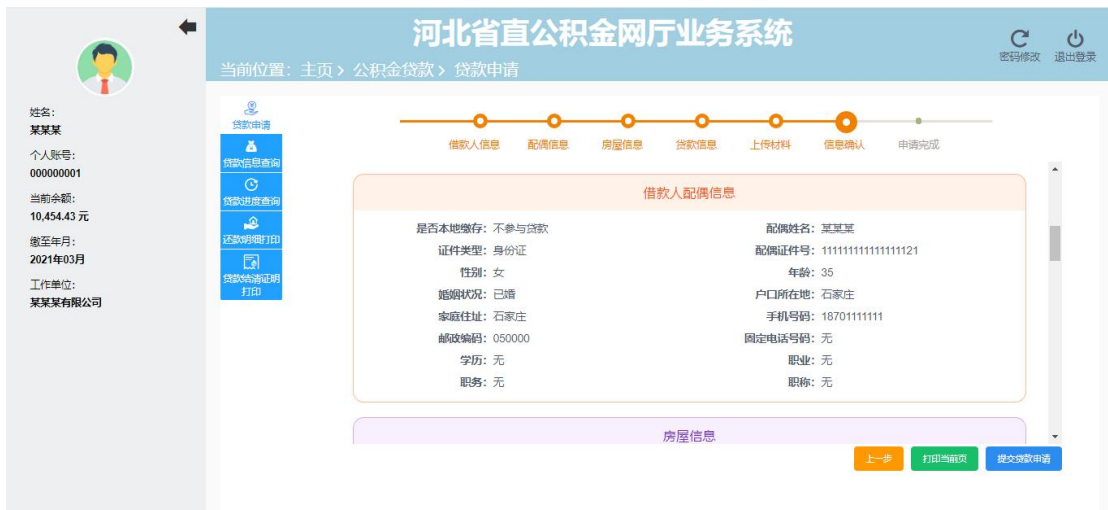 河北省直公积金网厅业务系统
密码修改 退出登录
当前位置：主页 > 公积金贷款 > 贷款申请
姓名：
某某某
个人账号：
000000001
当前余额：
10,454.43 元
缴至年月：
2021年03月
工作单位：
某某某有限公司
贷款申请
贷款信息查询
贷款进度查询
还款明细打印
贷款结清证明
打印
借款人信息 配偶信息 房屋信息 贷款信息 上传材料 信息确认 申请完成
借款人配偶信息
是否本地缴存：不参与贷款 配偶姓名：某某某
证件类型：身份证 配偶证件号：111111111111111121
性别：女 年龄：35
婚姻状况：已婚 户口所在地：石家庄
家庭住址：石家庄 手机号码：18701111111
邮政编码：050000 固定电话号码：无
学历：无 职业：无
职务：无 职称：无
房屋信息
上一步 打印当前页 提交贷款申请